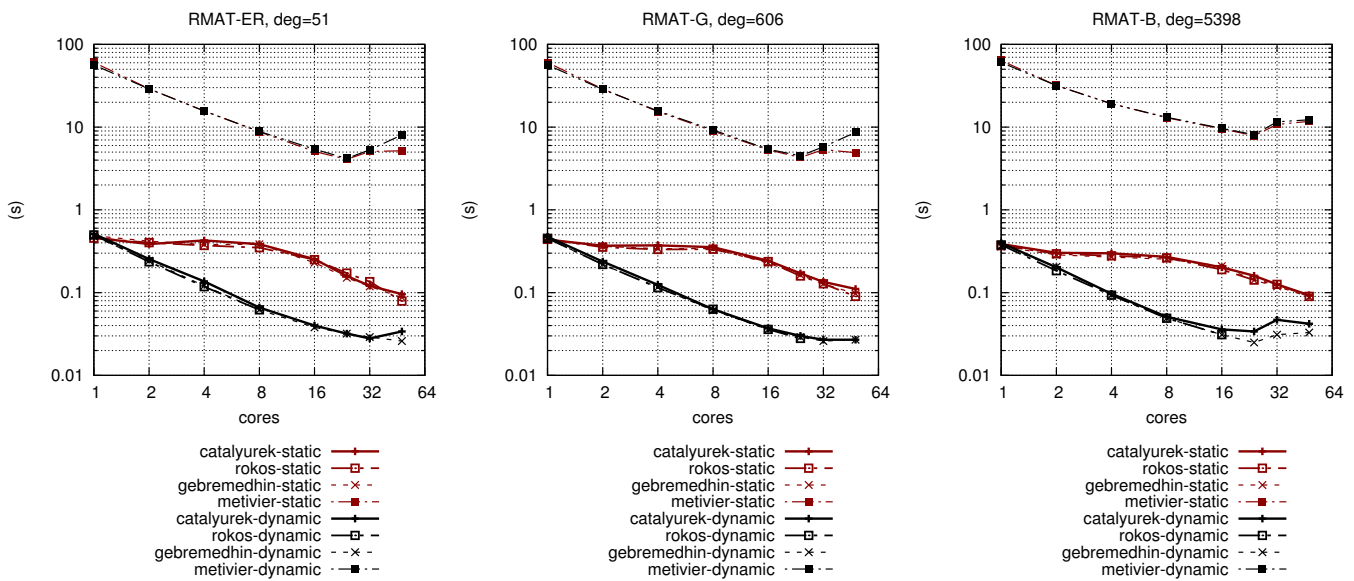 RMAT-ER, deg=51
100
10
1
0.1
0.01
(s)
1 2 4 8 16 32 64
cores
catalyurek-static
rokos-static
gebremedhin-static
metivier-static
catalyurek-dynamic
rokos-dynamic
gebremedhin-dynamic
metivier-dynamic
RMAT-G, deg=606
100
10
1
0.1
0.01
(s)
1 2 4 8 16 32 64
cores
catalyurek-static
rokos-static
gebremedhin-static
metivier-static
catalyurek-dynamic
rokos-dynamic
gebremedhin-dynamic
metivier-dynamic
RMAT-B, deg=5398
100
10
1
0.1
0.01
(s)
1 2 4 8 16 32 64
cores
catalyurek-static
rokos-static
gebremedhin-static
metivier-static
catalyurek-dynamic
rokos-dynamic
gebremedhin-dynamic
metivier-dynamic